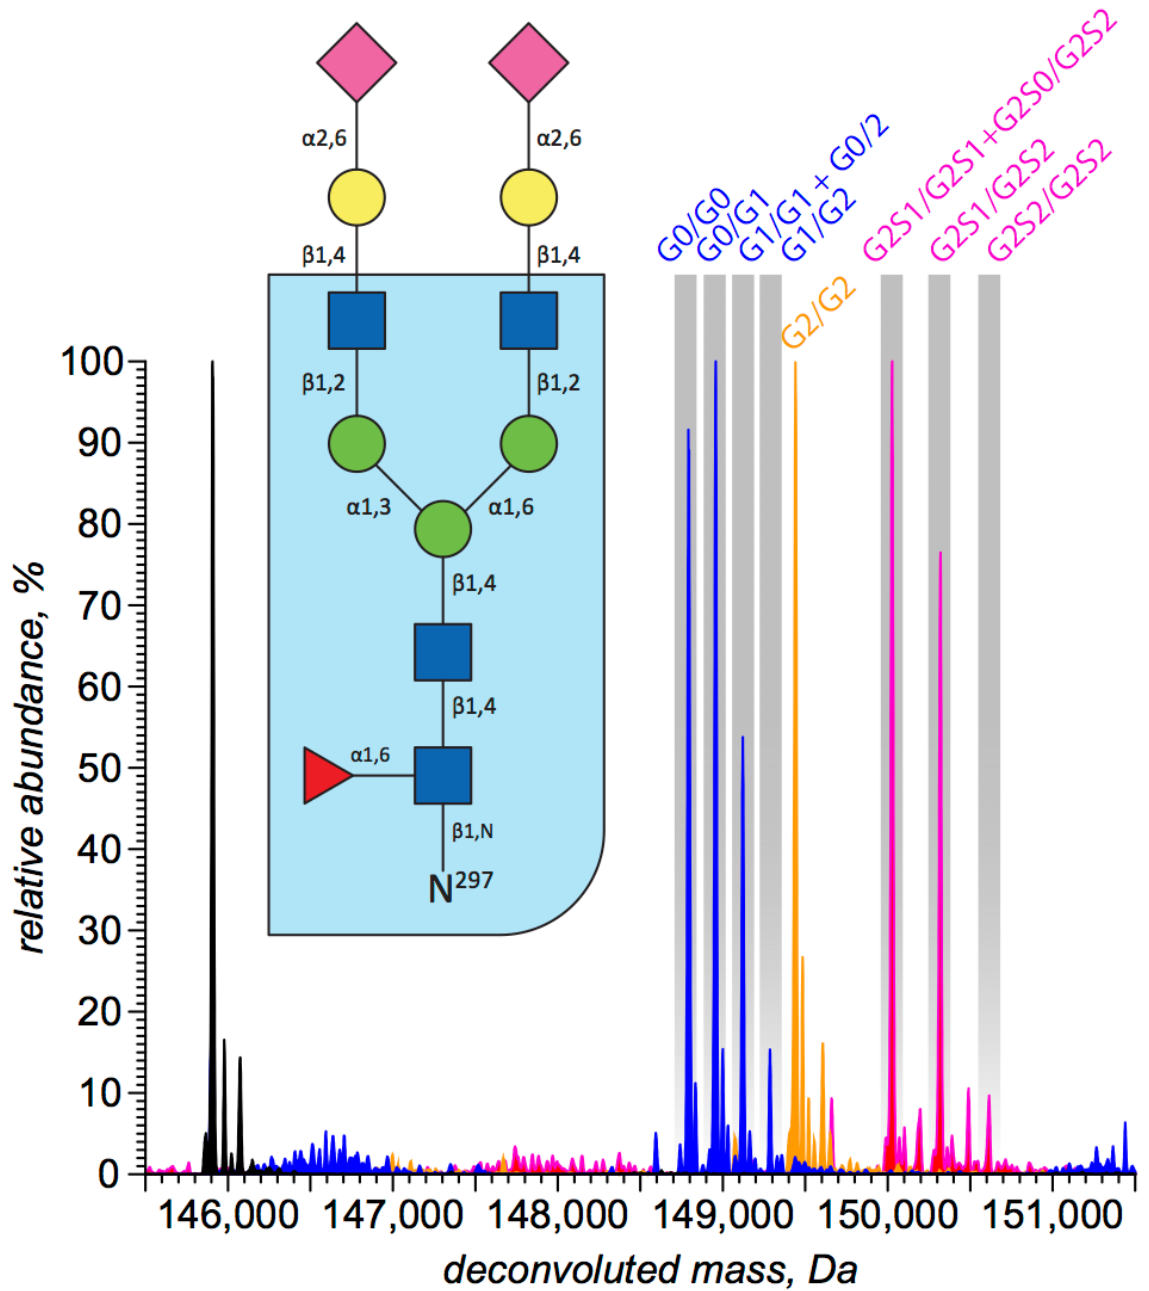 α2,6
α2,6
β1,4
β1,4
β1,2
β1,2
α1,3
α1,6
β1,4
β1,4
α1,6
β1,N
N297
G0/G0
G0/G1
G1/G1 + G0/2
G1/G2
G2/G2
G2S1/G2S1+G2S0/G2S2
G2S1/G2S2
G2S2/G2S2
relative abundance, %
100
90
80
70
60
50
40
30
20
10
0
146,000
147,000
148,000
149,000
150,000
151,000
deconvoluted mass, Da